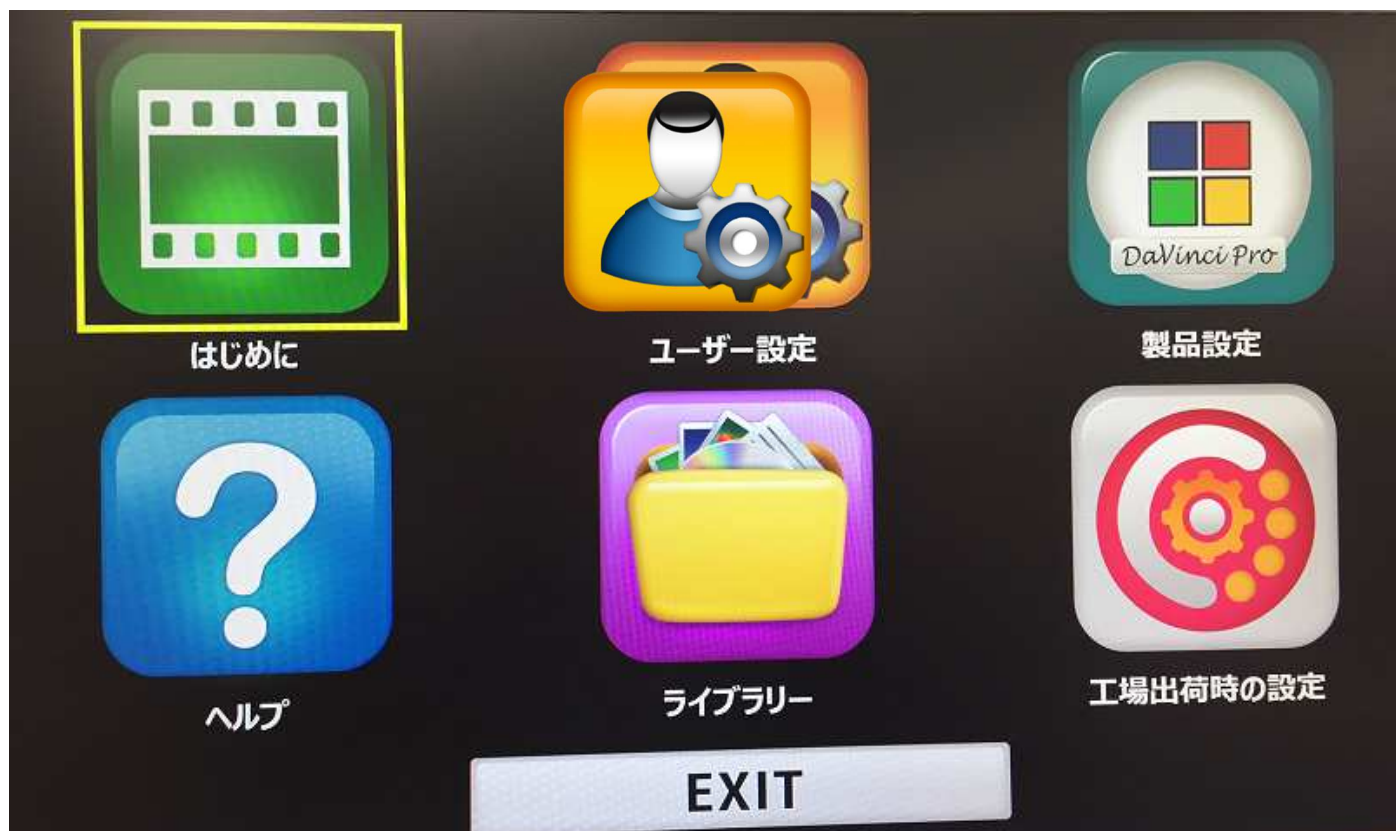 DaVinci Pro
はじめに
ユーザー設定
製品設定
ヘルプ
ライブラリー
工場出荷時の設定
EXIT